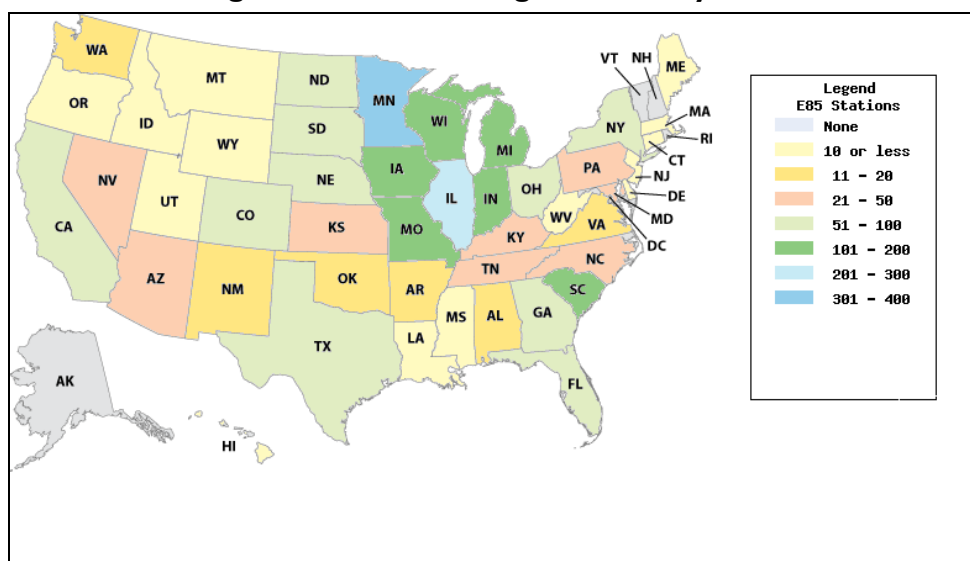 WA
MT
ND
MN
VT
NH
ME
OR
ID
SD
WI
MI
NY
MA
RI
WY
IA
NE
PA
CT
NJ
NV
UT
CO
IL
IN
OH
DE
CA
KS
MO
WV
VA
MD
KY
DC
AZ
NM
OK
AR
TN
NC
SC
MS
AL
GA
TX
LA
FL
AK
HI
Legend
E85 Stations
None
10 or less
11 - 20
21 - 50
51 - 100
101 - 200
201 - 300
301 - 400